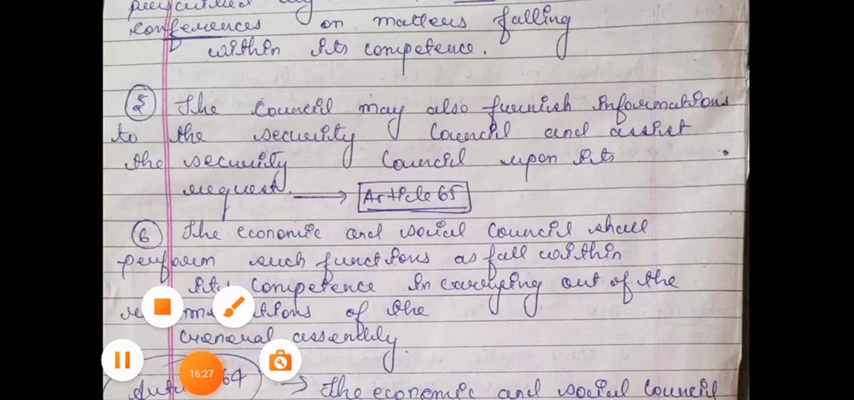 conferences on matters falling
within its competence.
⑤ The Council may also furnish informations
to the security Council and assist
the security Council upon its
request. → Article 65
⑥ The economic and social Council shall
perform such functions as fall within
its competence in carrying out of the
of the
General assembly.
64 → The economic and social Council
16:27